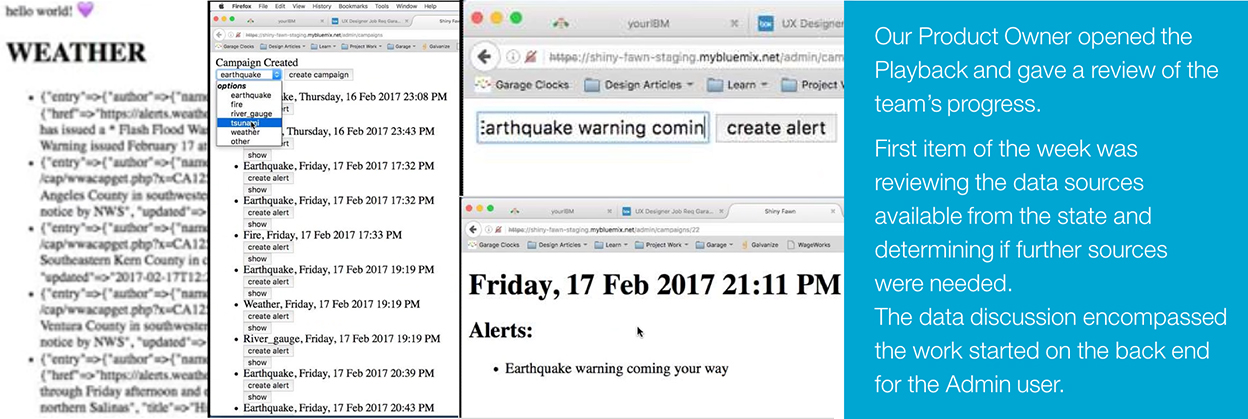 hello world! 💜
WEATHER
• {"entry"=>{"author"=>{"name
{"href"=>"https://alerts.weathe
has issued a * Flash Flood Wa
Warning issued February 17 at
• {"entry"=>{"author"=>{"name
/cap/wwacapget.php?x=CA12
Angeles County in southwester
notice by NWS", "updated"=>
• {"entry"=>{"author"=>{"name
/cap/wwacapget.php?x=CA12
Southeastern Kern County in c
"updated"=>"2017-02-17T12:
• {"entry"=>{"author"=>{"name
/cap/wwacapget.php?x=CA12
Ventura County in southwester
notice by NWS", "updated"=>
• {"entry"=>{"author"=>{"name
{"href"=>"https://alerts.weathe
through Friday afternoon and e
northern Salinas", "title"=>"Hi
Firefox File Edit View History Bookmarks Tools Window Help
yourIBM
UX Designer Job Req Garag
Shiny Fawn
https://shiny-fawn-staging.mybluemix.net/admin/campaigns
Garage Clocks Design Articles Learn Project Work Garage Galvanize
Campaign Created
earthquake create campaign
options
earthquake
fire
river_gauge
tsunami
weather
other
ke, Thursday, 16 Feb 2017 23:08 PM
, Thursday, 16 Feb 2017 23:43 PM
show
• Earthquake, Friday, 17 Feb 2017 17:32 PM
create alert
show
• Earthquake, Friday, 17 Feb 2017 17:32 PM
create alert
show
• Fire, Friday, 17 Feb 2017 17:33 PM
create alert
show
• Earthquake, Friday, 17 Feb 2017 19:19 PM
create alert
show
• Weather, Friday, 17 Feb 2017 19:19 PM
create alert
show
• River_gauge, Friday, 17 Feb 2017 19:19 PM
create alert
show
• Earthquake, Friday, 17 Feb 2017 20:39 PM
create alert
show
• Earthquake, Friday, 17 Feb 2017 20:43 PM
yourIBM
box UX Designer
https://shiny-fawn-staging.mybluemix.net/admin/cam
Garage Clocks Design Articles Learn Project W
Earthquake warning comin create alert
yourIBM
UX Designer Job Req Gara...
Shiny Fawn
https://shiny-fawn-staging.mybluemix.net/admin/campaigns/22
Garage Clocks Design Articles Learn Project Work Garage Galvanize WageWorks
Friday, 17 Feb 2017 21:11 PM
Alerts:
• Earthquake warning coming your way
Our Product Owner opened the
Playback and gave a review of the
team's progress.
First item of the week was
reviewing the data sources
available from the state and
determining if further sources
were needed.
The data discussion encompassed
the work started on the back end
for the Admin user.